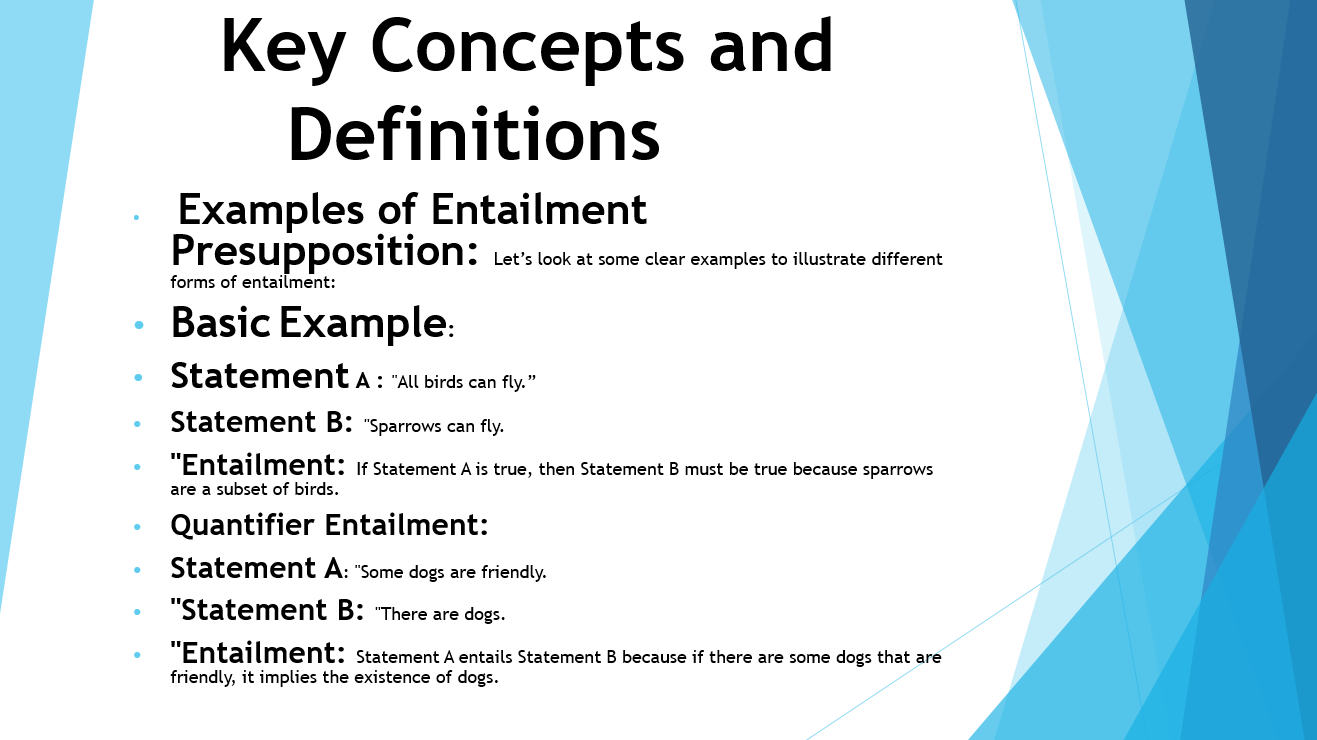 Key Concepts and
Definitions
• Examples of Entailment
Presupposition: Let’s look at some clear examples to illustrate different
forms of entailment:
• Basic Example:
• Statement A : "All birds can fly.”
• Statement B: "Sparrows can fly.
• "Entailment: If Statement A is true, then Statement B must be true because sparrows
are a subset of birds.
• Quantifier Entailment:
• Statement A: "Some dogs are friendly.
• "Statement B: "There are dogs.
• "Entailment: Statement A entails Statement B because if there are some dogs that are
friendly, it implies the existence of dogs.